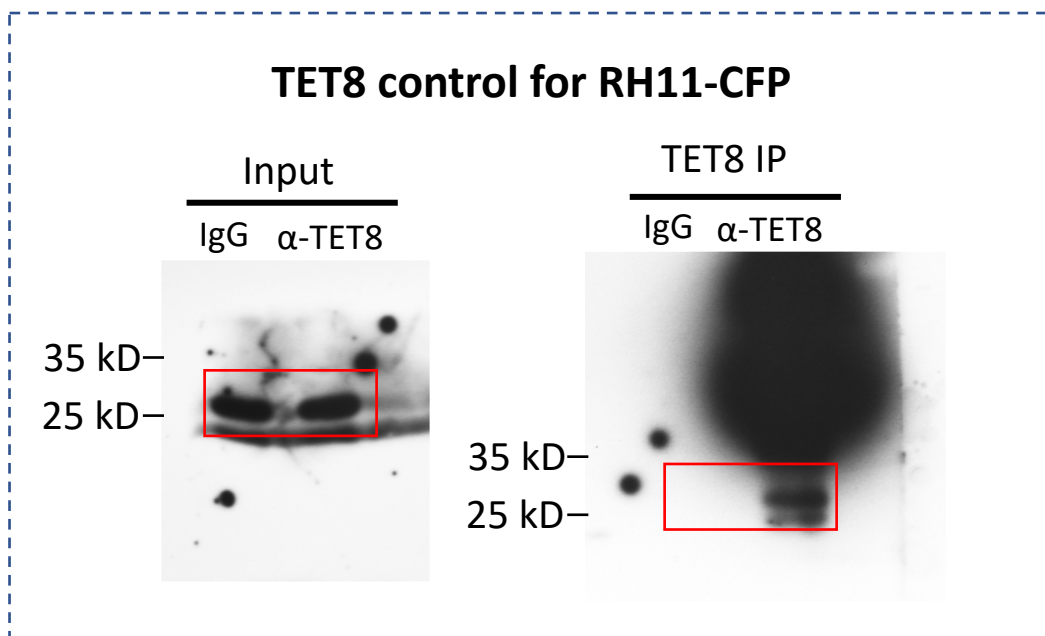 TET8 control for RH11-CFP
Input
IgG α-TET8
35 kD
25 kD
TET8 IP
IgG α-TET8
35 kD
25 kD